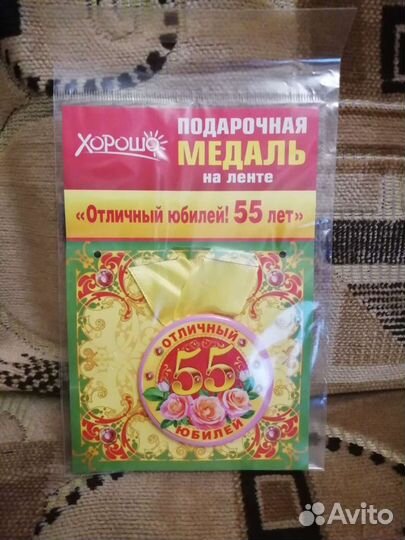 ХОРОШО
ПОДАРОЧНАЯ
МЕДАЛЬ
на ленте
«Отличный юбилей! 55 лет»
ОТЛИЧНЫЙ
55
ЮБИЛЕЙ
Avito